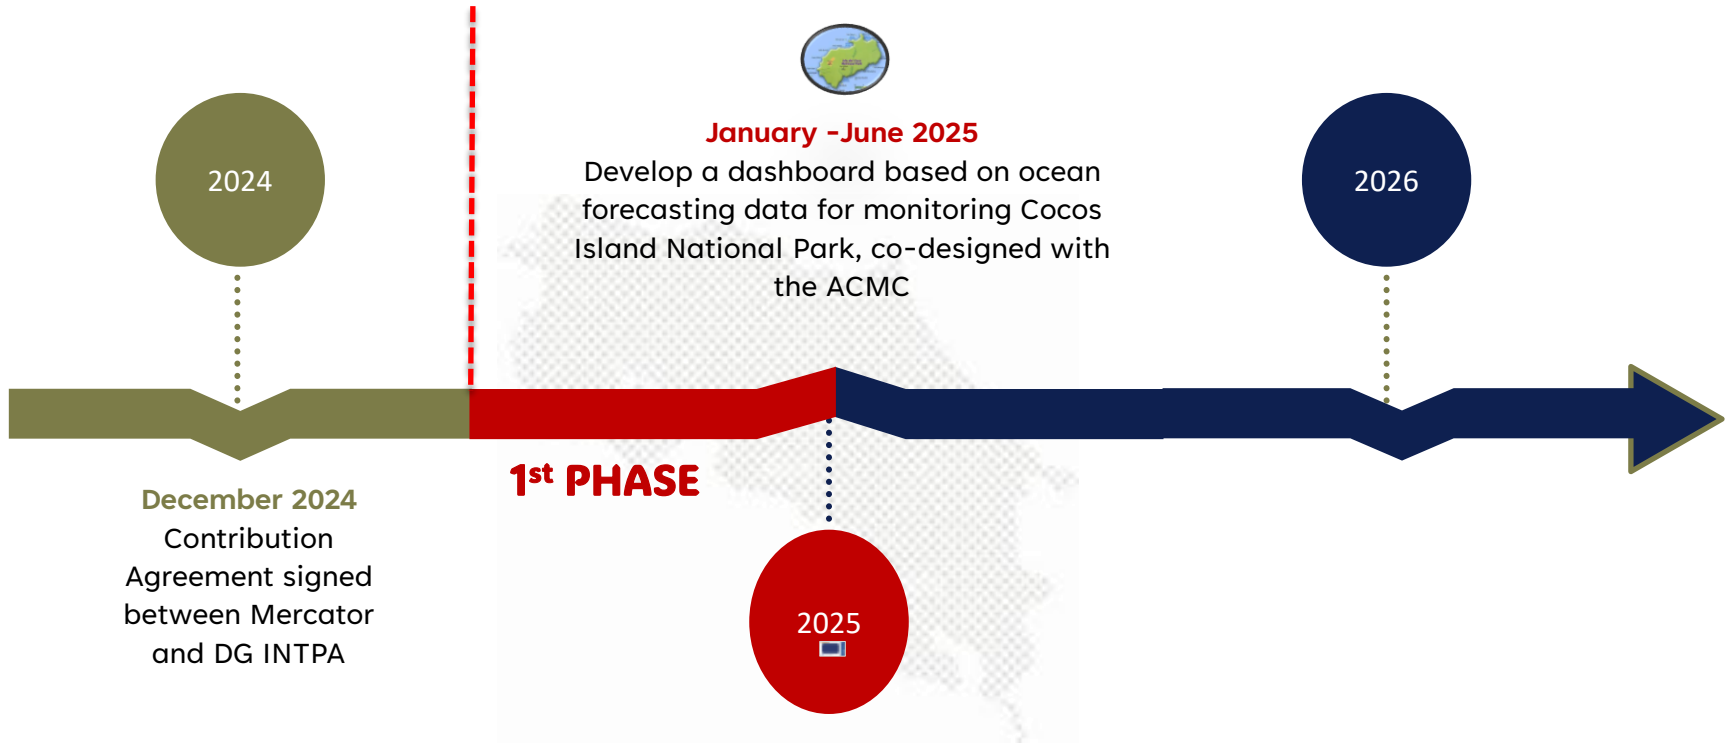 2024
December 2024
Contribution
Agreement signed
between Mercator
and DG INTPA
January -June 2025
Develop a dashboard based on ocean
forecasting data for monitoring Cocos
Island National Park, co-designed with
the ACMC
1st PHASE
2025
2026